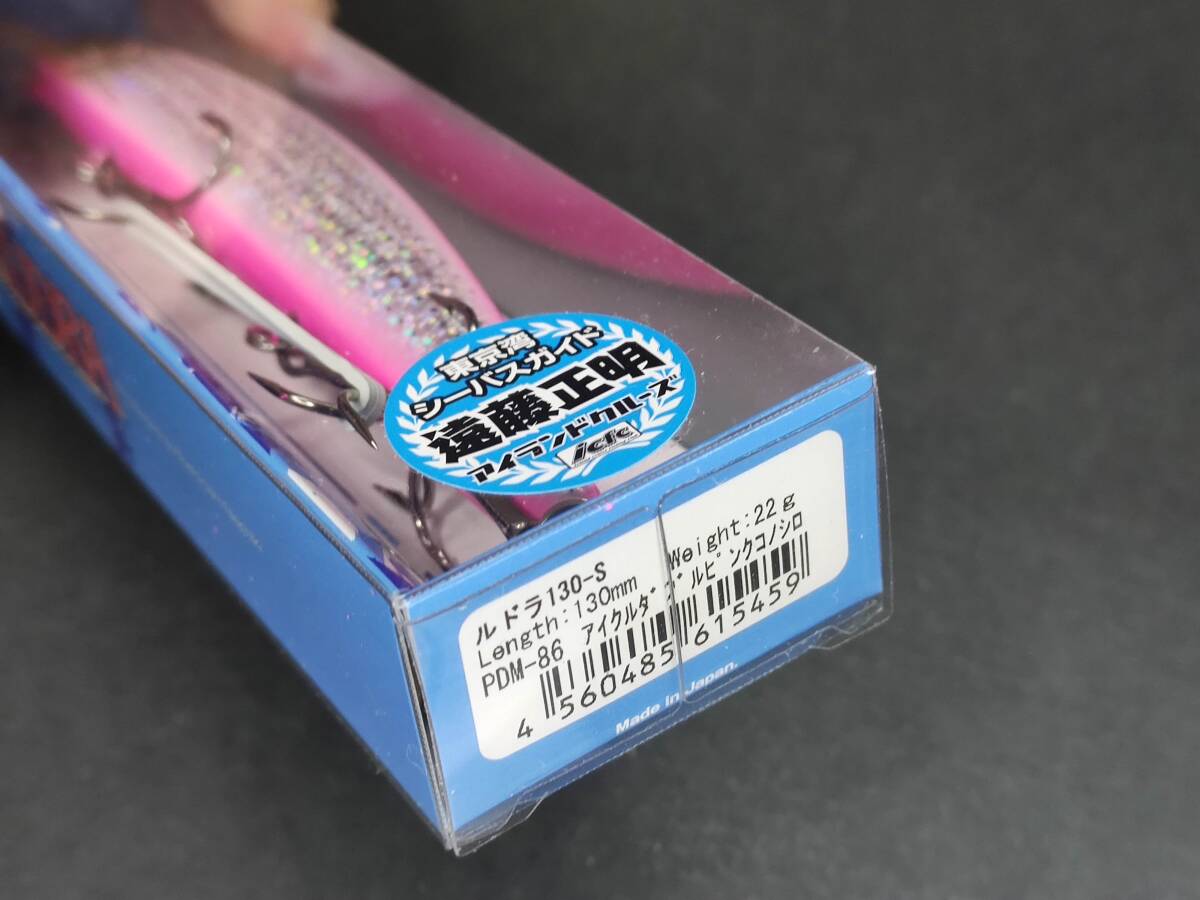 東京湾
シーバスガイド
遠藤正明
アイランドクルーズ
icfc
ルドラ130-S
Length:130mm Weight:22g
PDM-86 アイクルダブルピンクコノシロ
4 560485 615459
Made in Japan.